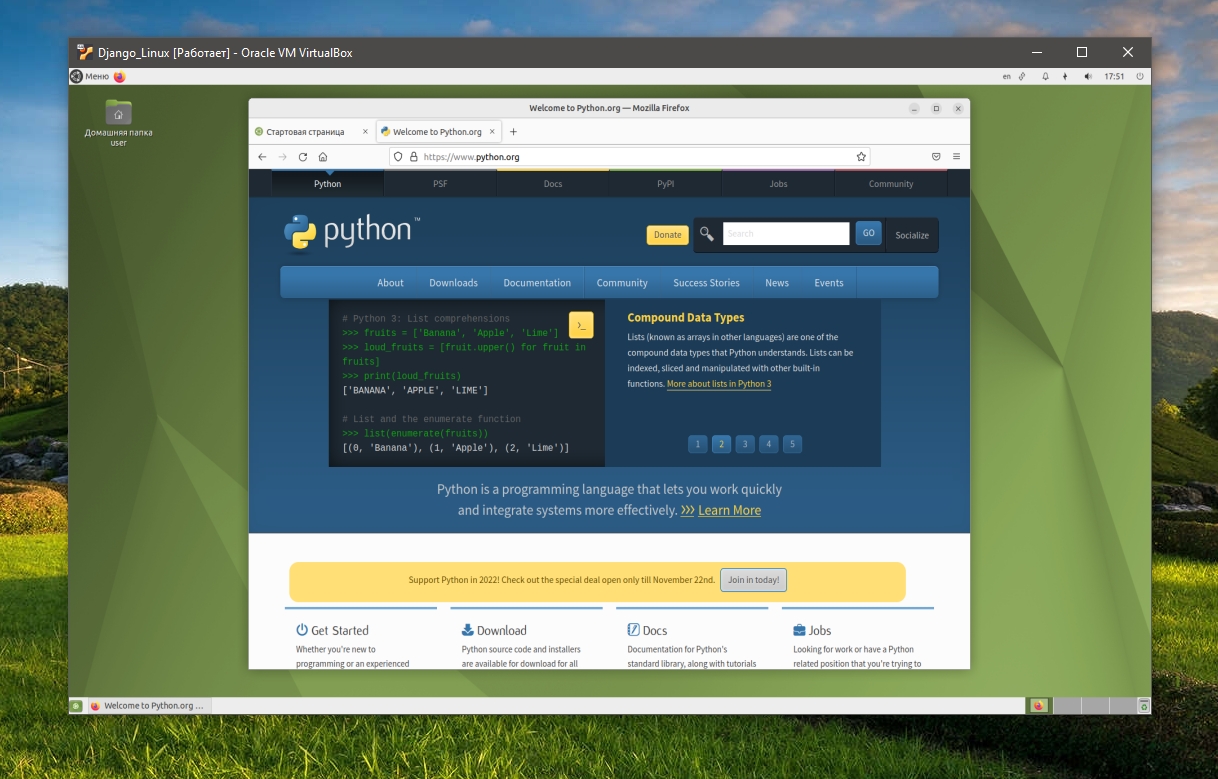 Django_Linux [Работает] - Oracle VM VirtualBox
Меню
en
17:51
Домашняя папка
user
Welcome to Python.org — Mozilla Firefox
Стартовая страница
Welcome to Python.org
https://www.python.org
Python
PSF
Docs
PyPI
Jobs
Community
python™
Donate
Search
GO
Socialize
About
Downloads
Documentation
Community
Success Stories
News
Events
# Python 3: List comprehensions
>>> fruits = ['Banana', 'Apple', 'Lime']
>>> loud_fruits = [fruit.upper() for fruit in
fruits]
>>> print(loud_fruits)
['BANANA', 'APPLE', 'LIME']
# List and the enumerate function
>>> list(enumerate(fruits))
[(0, 'Banana'), (1, 'Apple'), (2, 'Lime')]
>_
Compound Data Types
Lists (known as arrays in other languages) are one of the
compound data types that Python understands. Lists can be
indexed, sliced and manipulated with other built-in
functions. More about lists in Python 3
1
2
3
4
5
Python is a programming language that lets you work quickly
and integrate systems more effectively. >>> Learn More
Support Python in 2022! Check out the special deal open only till November 22nd.
Join in today!
Get Started
Whether you're new to
programming or an experienced
Download
Python source code and installers
are available for download for all
Docs
Documentation for Python's
standard library, along with tutorials
Jobs
Looking for work or have a Python
related position that you're trying to
Welcome to Python.org ...